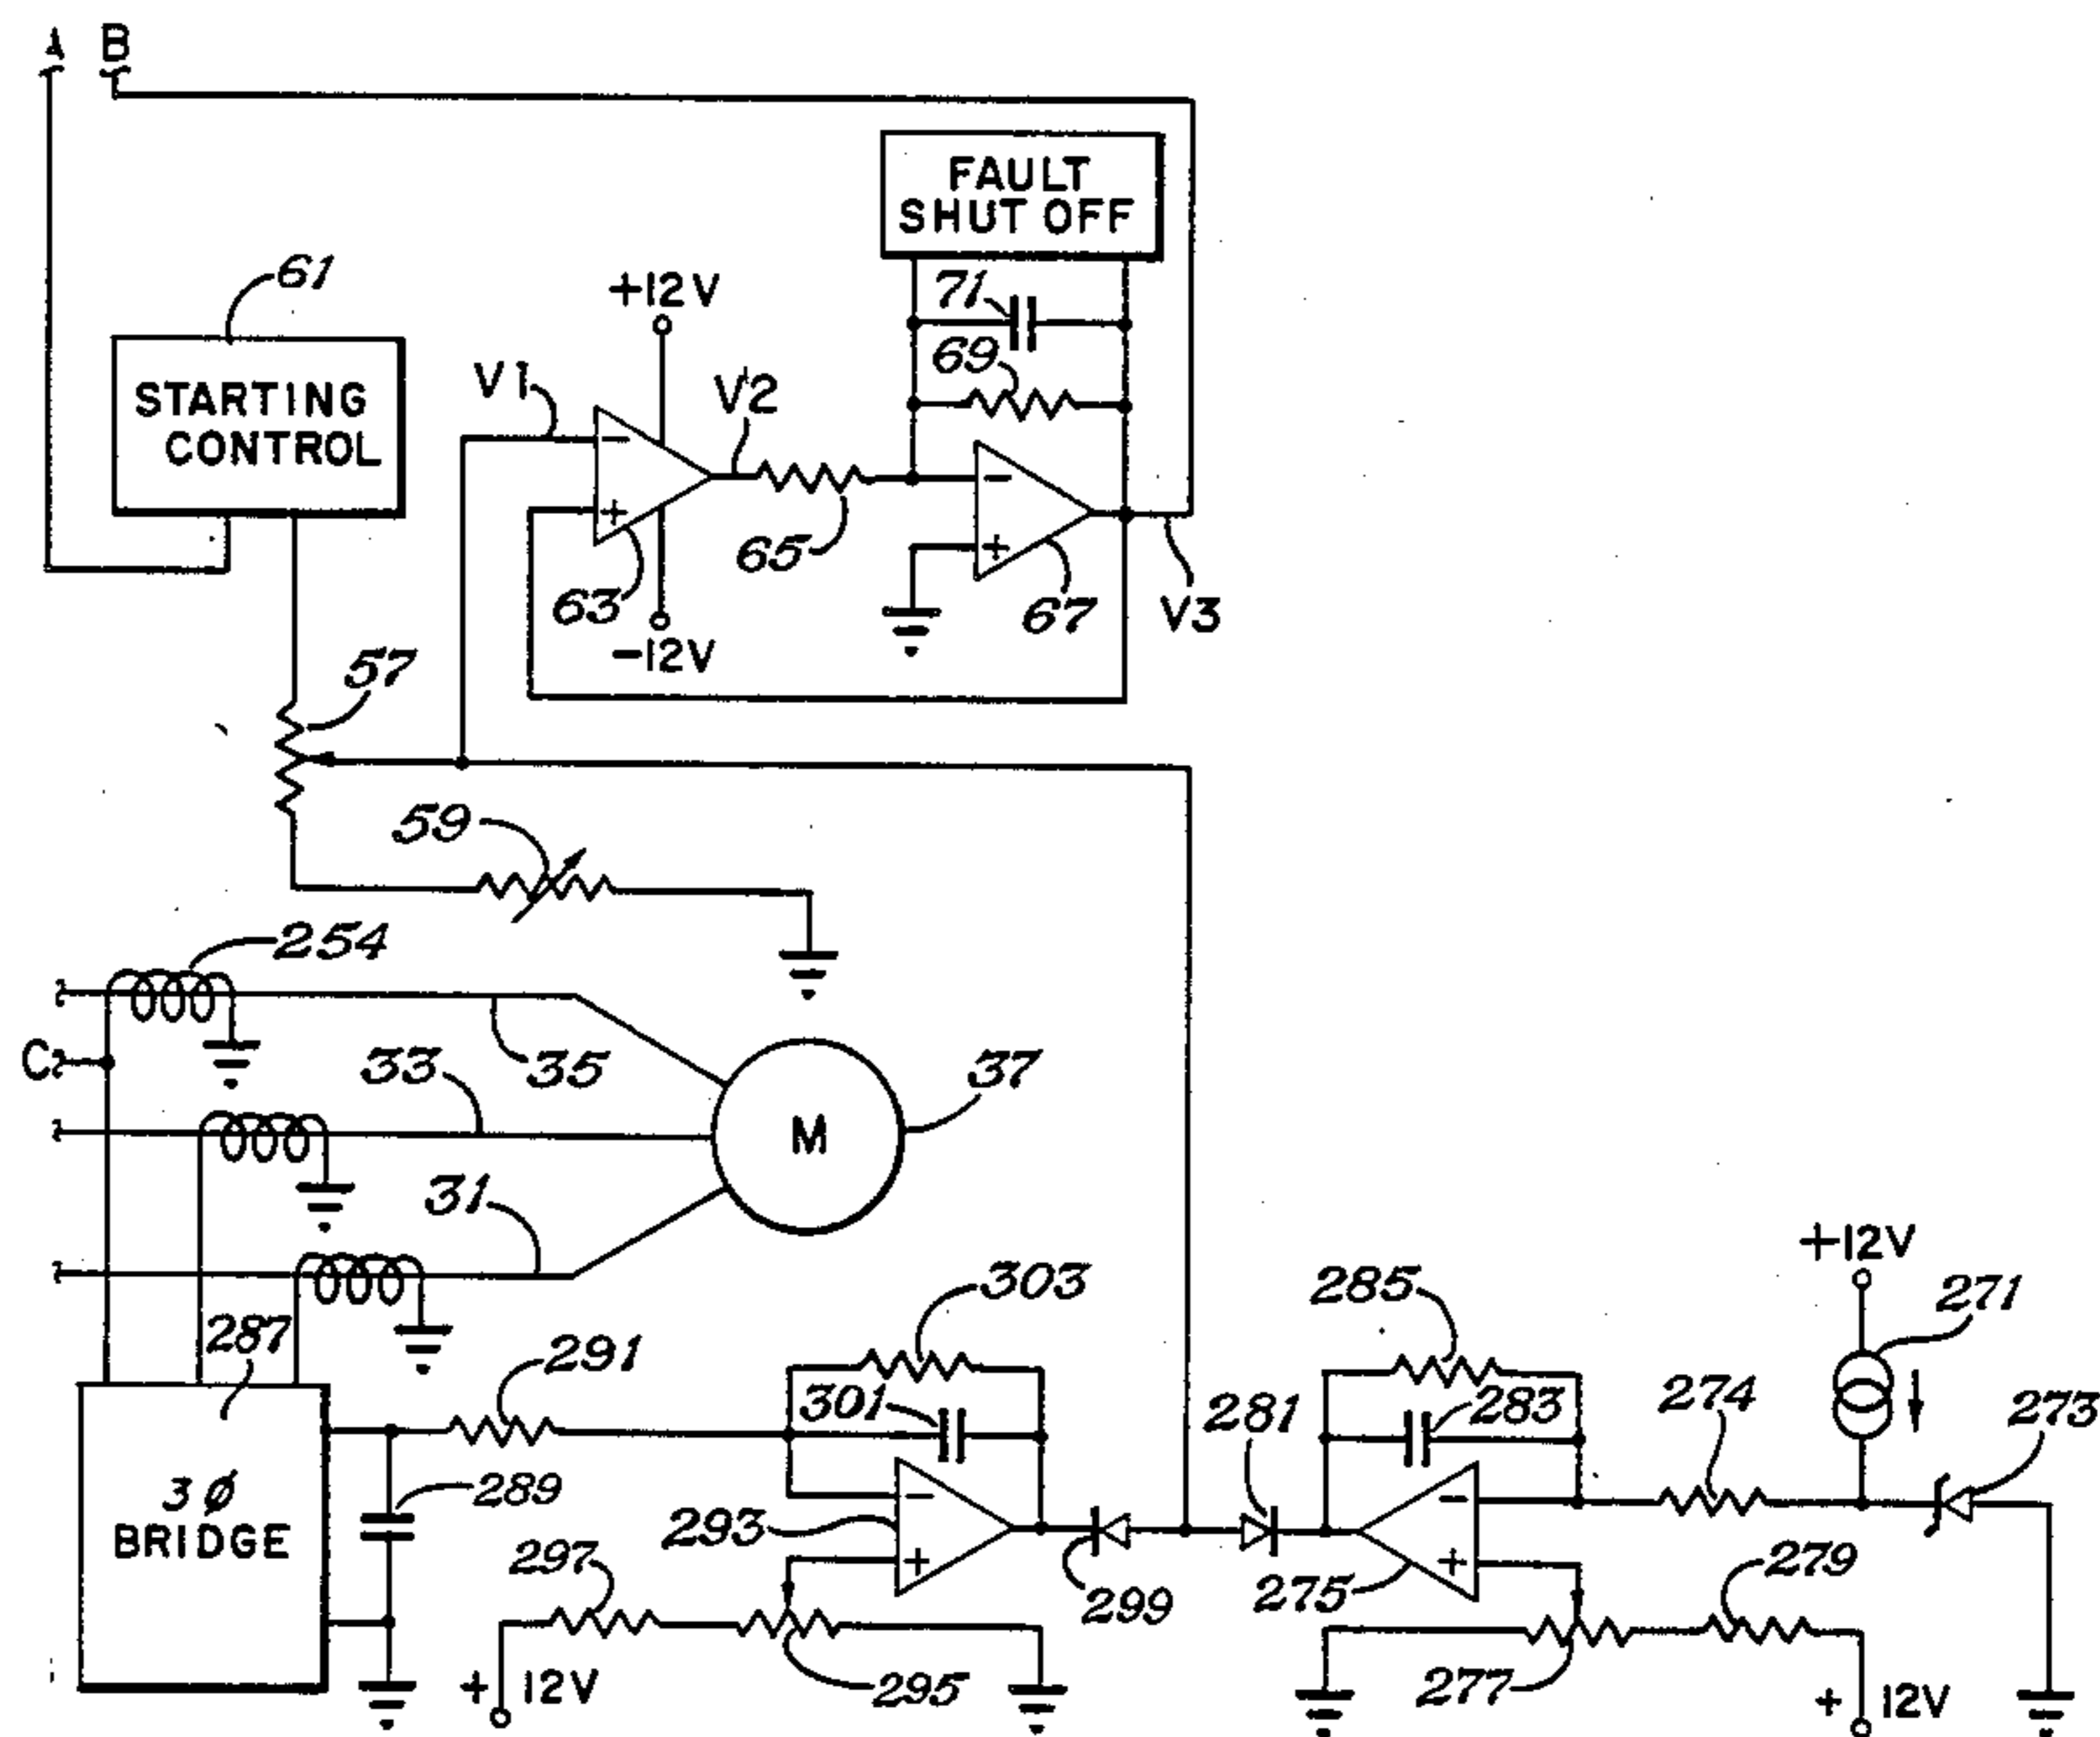 A B
FAULT
SHUT OFF
61
+12V
71
STARTING
CONTROL
V1
V2
69
−
+
−
+
65
63
67
V3
−12V
57
59
254
C
35
33
37
M
31
+12V
271
287
291
303
285
301
281
283
274
273
3Ø
BRIDGE
289
293
−
+
−
+
297
299
275
279
+ 12V
295
277
+ 12V